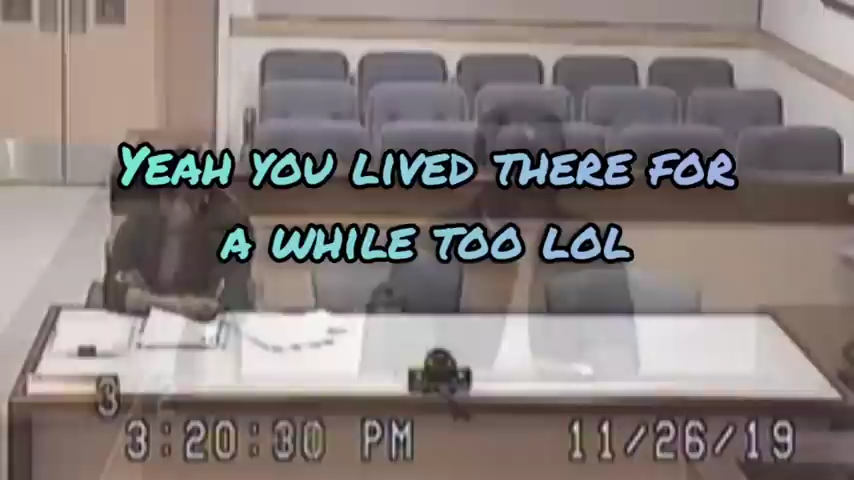 YEAH YOU LIVED THERE FOR
A WHILE TOO LOL
3
3:20:30 PM 11/26/19